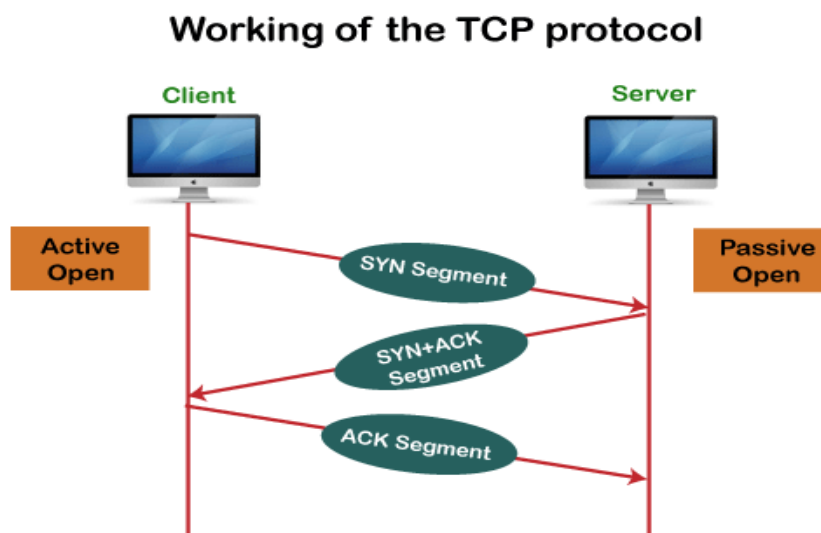 Working of the TCP protocol
Client
Server
Active
Open
Passive
Open
SYN Segment
SYN+ACK
Segment
ACK Segment